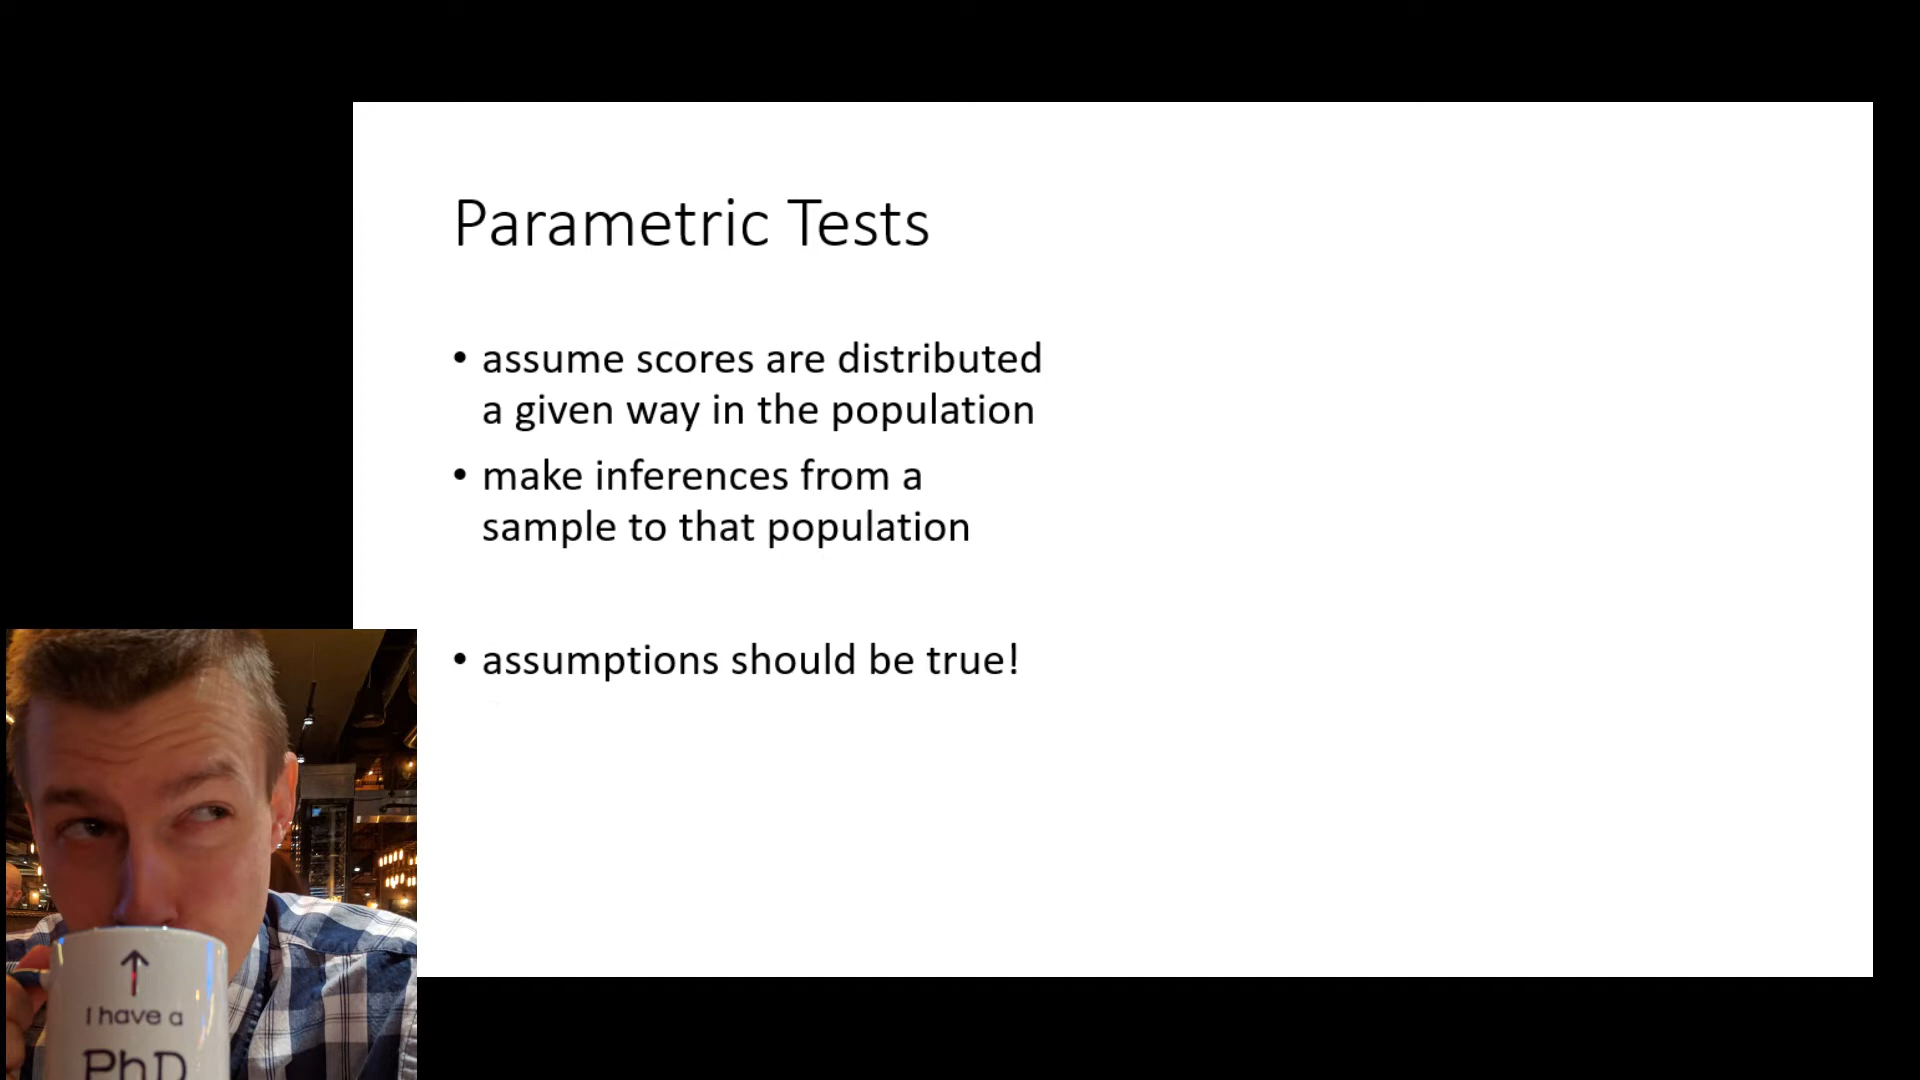 Parametric Tests
• assume scores are distributed
a given way in the population
• make inferences from a
sample to that population
• assumptions should be true!
I have a
PhD